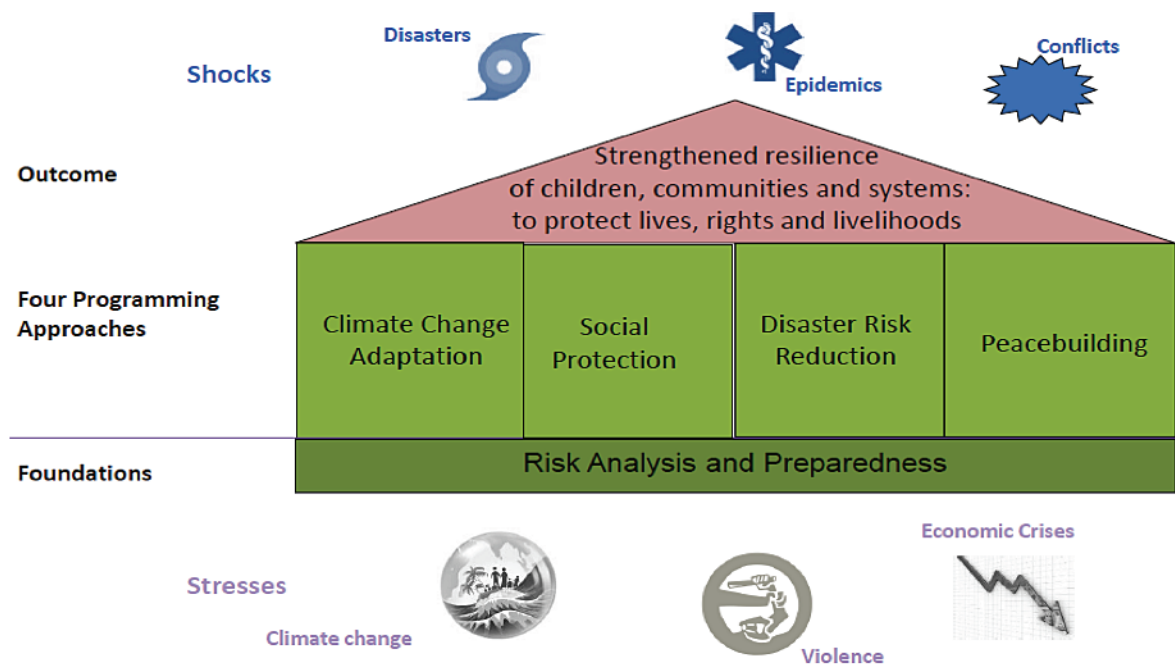 Disasters
Shocks
Epidemics
Conflicts
Outcome
Strengthened resilience
of children, communities and systems:
to protect lives, rights and livelihoods
Four Programming
Approaches
Climate Change
Adaptation
Social
Protection
Disaster Risk
Reduction
Peacebuilding
Foundations
Risk Analysis and Preparedness
Economic Crises
Stresses
Climate change
Violence